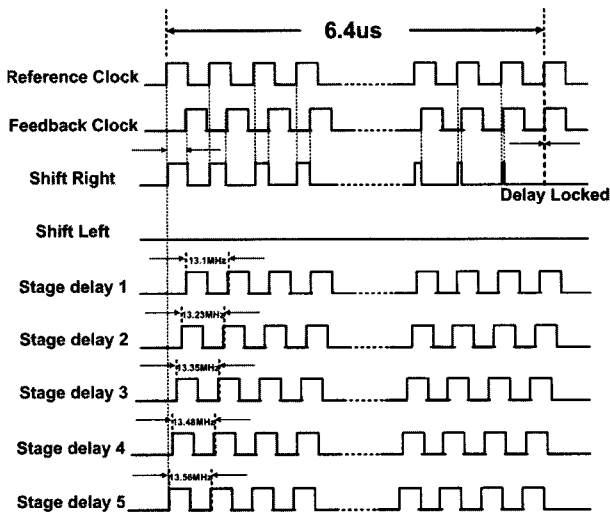 6.4us
Reference Clock
Feedback Clock
Shift Right
Delay Locked
Shift Left
13.1MHz
Stage delay 1
13.23MHz
Stage delay 2
13.35MHz
Stage delay 3
13.48MHz
Stage delay 4
13.56MHz
Stage delay 5